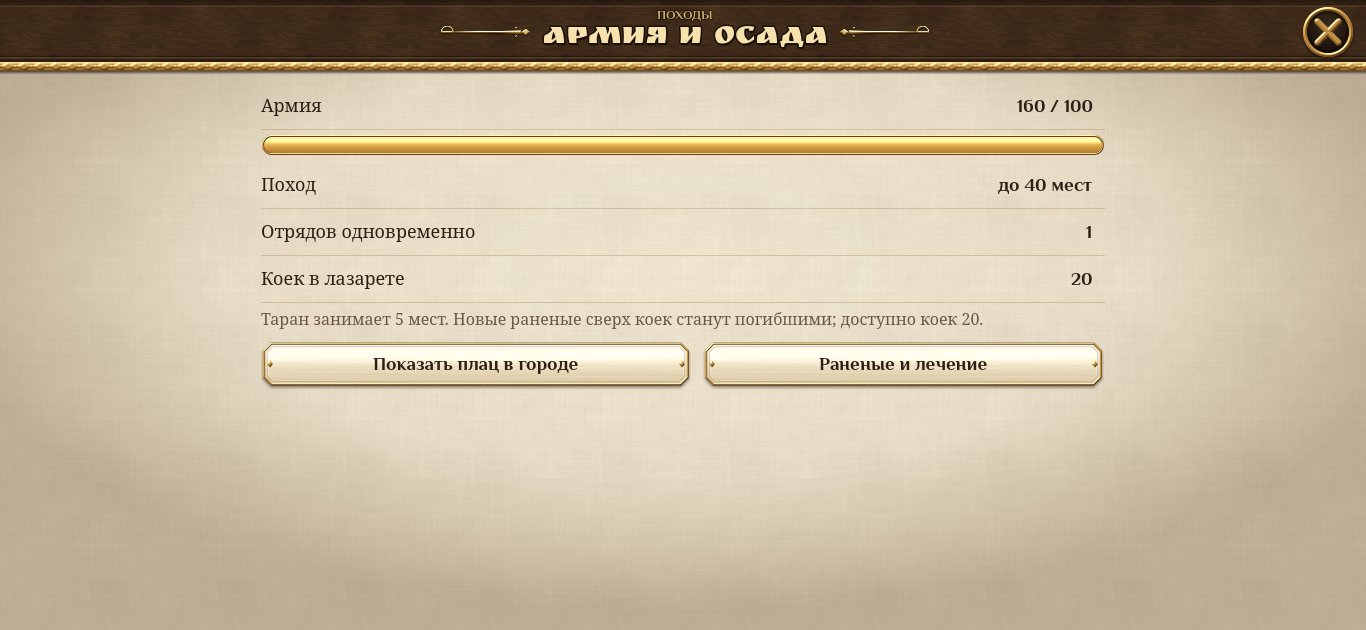 ПОХОДЫ
АРМИЯ И ОСАДА
Армия 160 / 100
Поход до 40 мест
Отрядов одновременно 1
Коек в лазарете 20
Таран занимает 5 мест. Новые раненые сверх коек станут погибшими; доступно коек 20.
Показать плац в городе Раненые и лечение